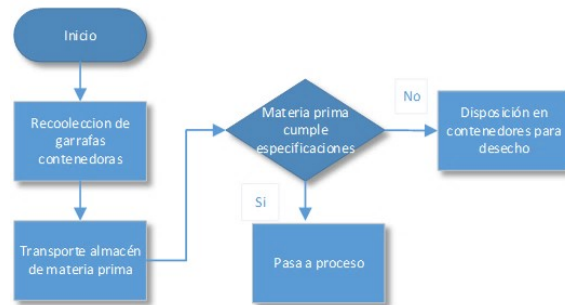 Inicio
Recooleccion de
garrafas
contenedoras
Transporte almacén
de materia prima
Materia prima
cumple
especificaciones
No
Disposición en
contenedores para
desecho
Si
Pasa a proceso